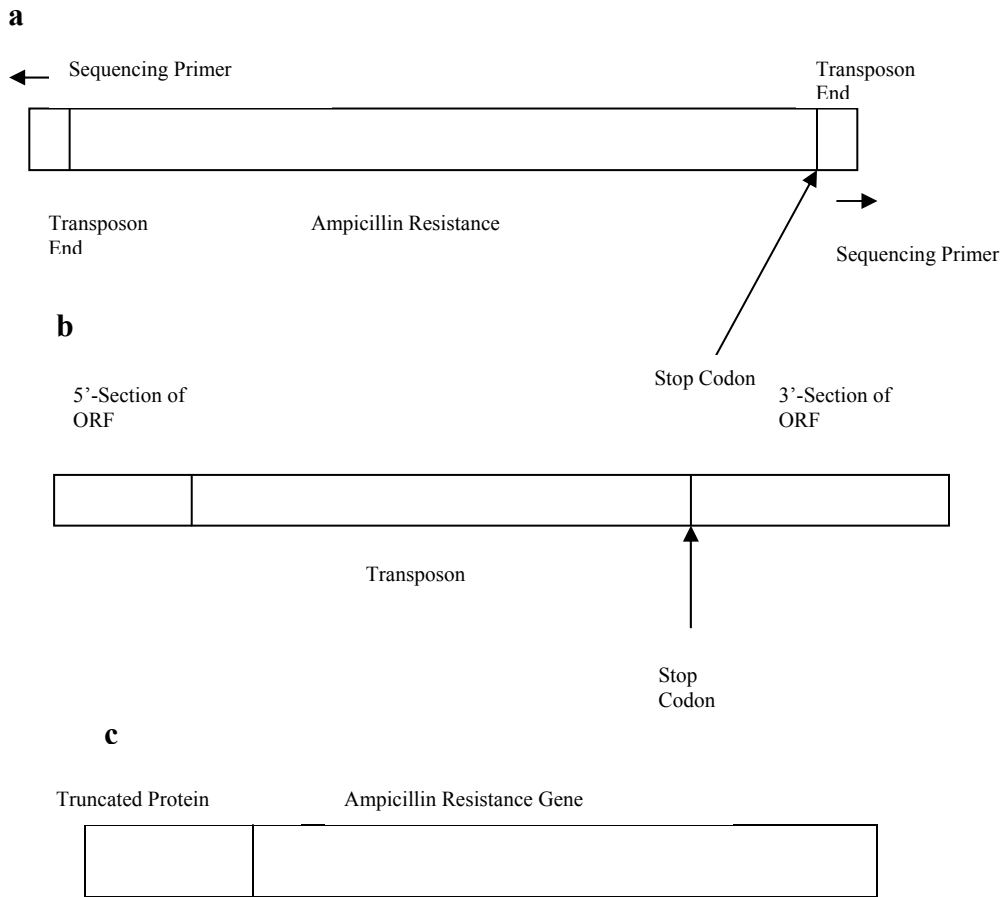 a
Sequencing Primer
Transposon
End
Transposon
End
Ampicillin Resistance
Sequencing Primer
b
Stop Codon
5’-Section of
ORF
3’-Section of
ORF
Transposon
Stop
Codon
c
Truncated Protein
Ampicillin Resistance Gene